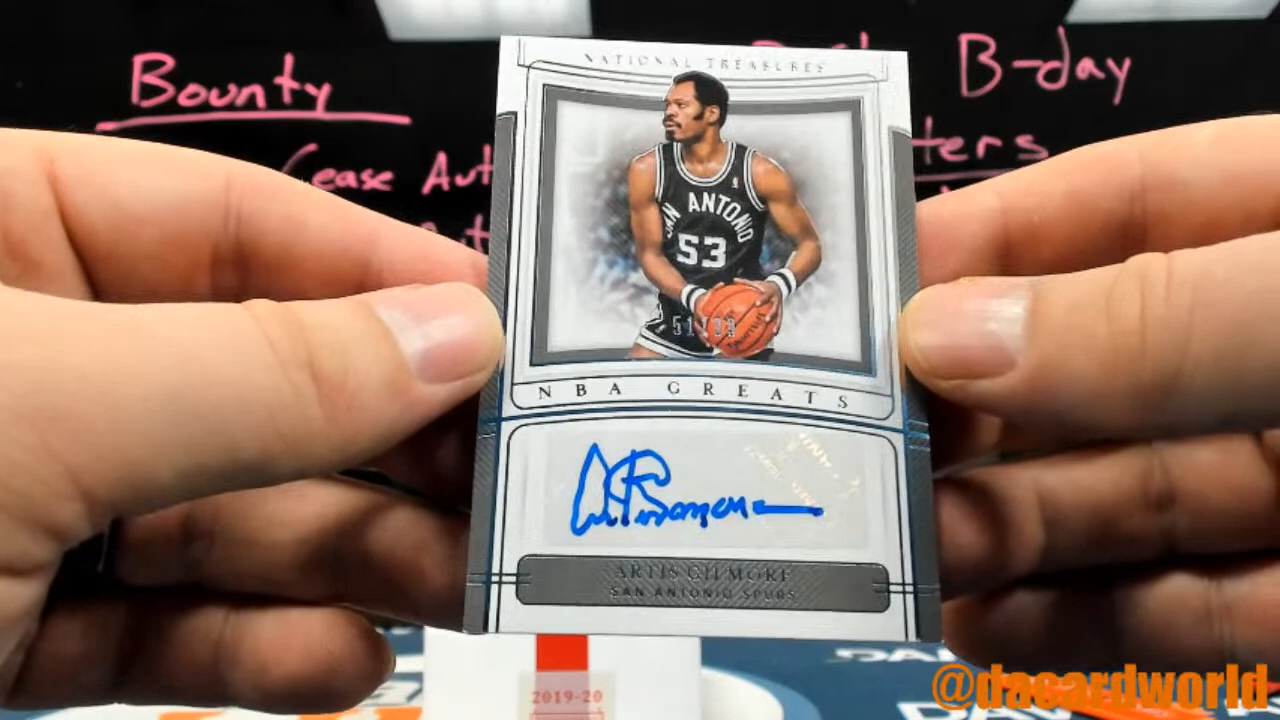 Bounty
B-day
Cease Aut
ters
NATIONAL TREASURES
SAN ANTONIO
53
NBA GREATS
ARTIS GILMORE
SAN ANTONIO SPURS
2019-20
@dacardworld